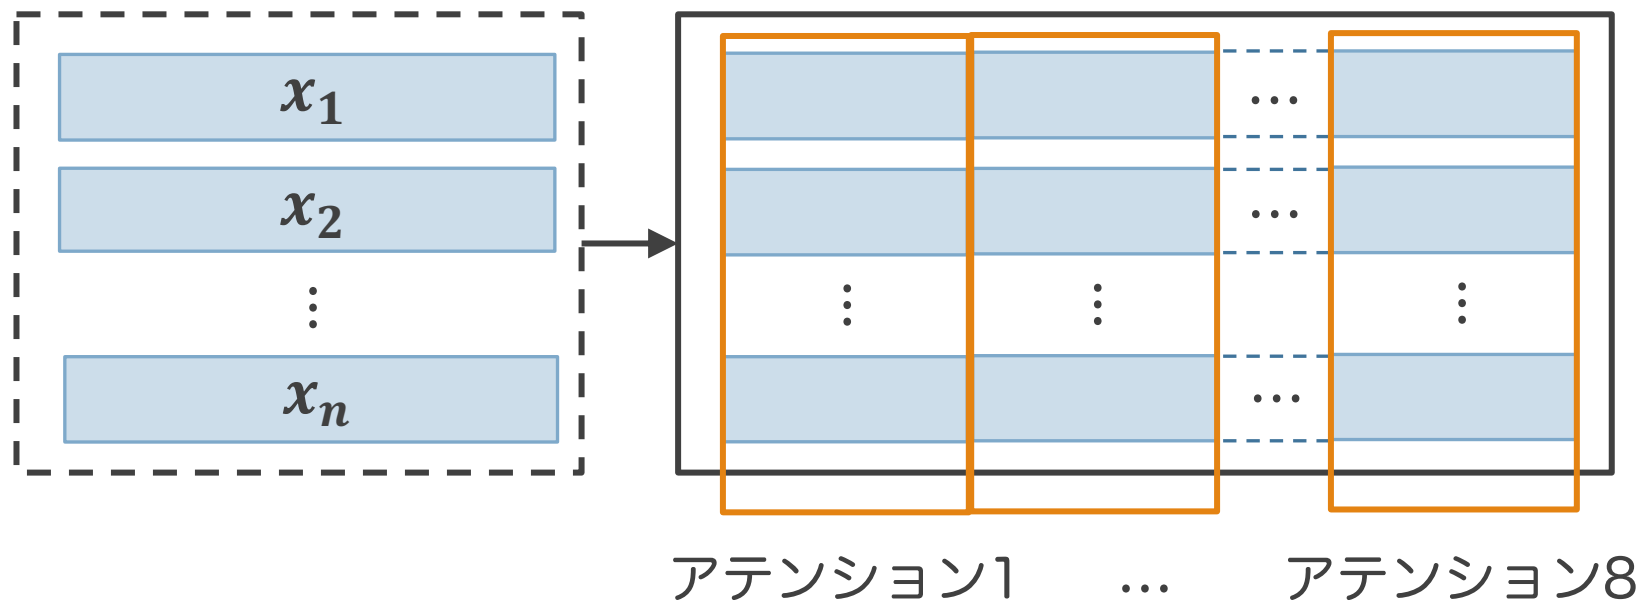 x₁
x₂
⋮
xₙ
…
…
⋮ ⋮ ⋮
…
アテンション1 … アテンション8